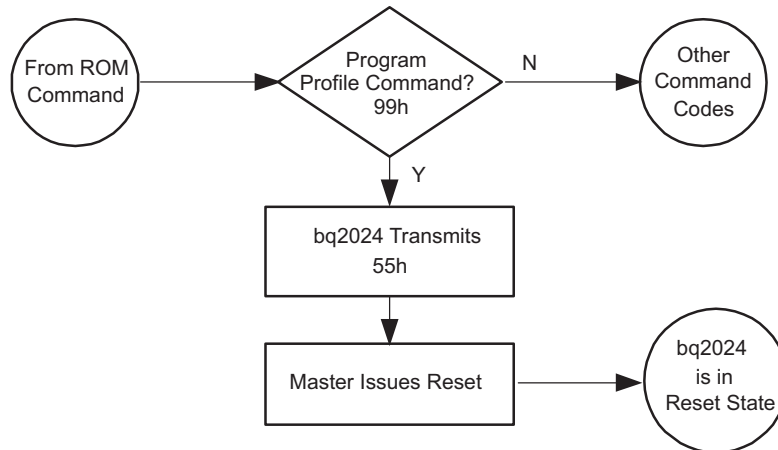 From ROM
Command
Program
Profile Command?
99h
N
Other
Command
Codes
Y
bq2024 Transmits
55h
Master Issues Reset
bq2024
is in
Reset State